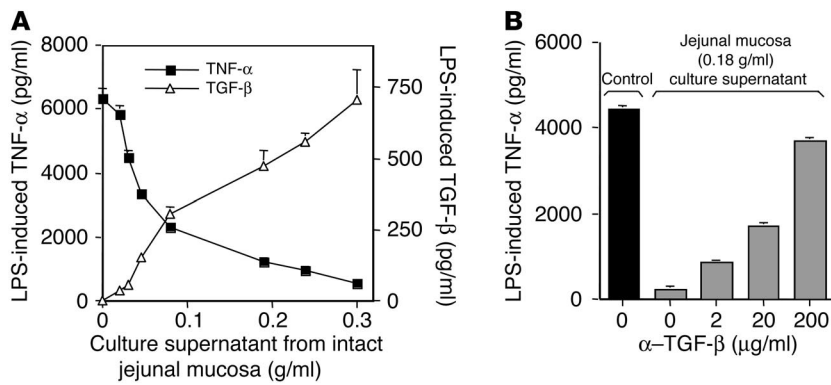 A
LPS-induced TNF-α (pg/ml)
8000
6000
4000
2000
0
TNF-α
TGF-β
750
500
250
0
LPS-induced TGF-β (pg/ml)
0
0.1
0.2
0.3
Culture supernatant from intact
jejunal mucosa (g/ml)
B
LPS-induced TNF-α (pg/ml)
6000
4000
2000
0
Jejunal mucosa
(0.18 g/ml)
Control culture supernatant
0 0 2 20 200
α–TGF-β (μg/ml)